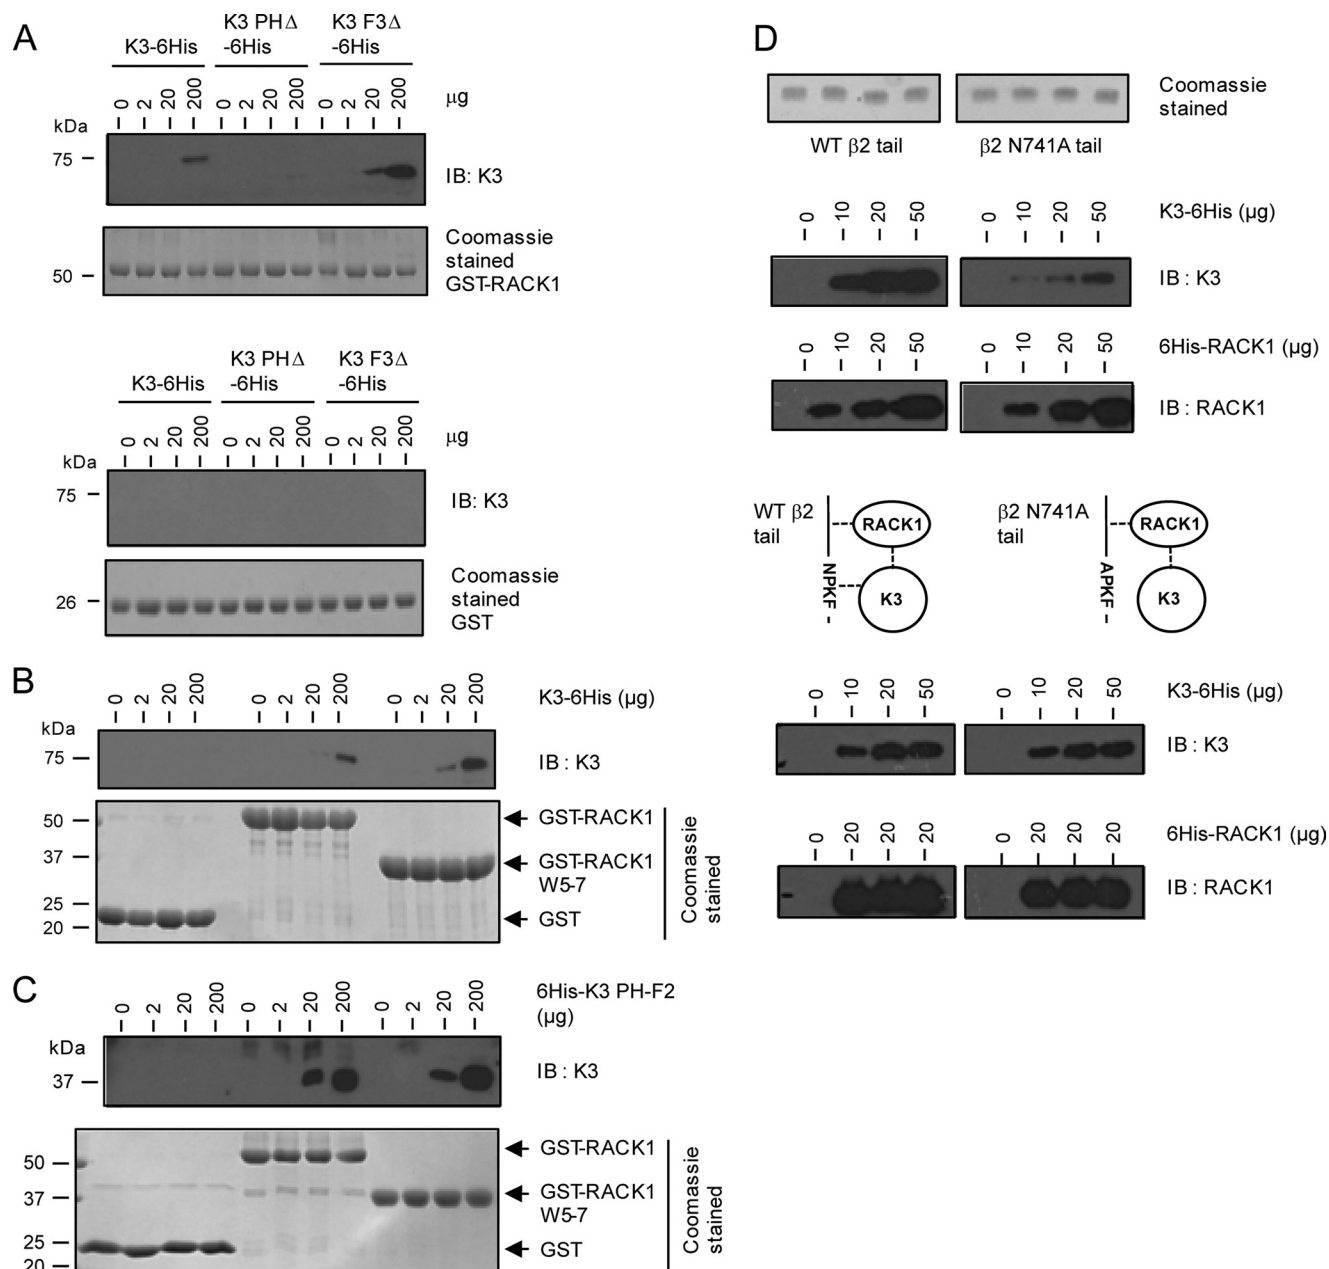 A
K3-6His
K3 PHΔ
-6His
K3 F3Δ
-6His
0 2 20 200 0 2 20 200 0 2 20 200
μg
kDa
75
IB: K3
50
Coomassie
stained
GST-RACK1
K3-6His
K3 PHΔ
-6His
K3 F3Δ
-6His
0 2 20 200 0 2 20 200 0 2 20 200
μg
kDa
75
IB: K3
26
Coomassie
stained
GST
B
0 2 20 200 0 2 20 200 0 2 20 200
K3-6His (μg)
kDa
75
IB : K3
50
37
25
20
GST-RACK1
GST-RACK1
W5-7
GST
Coomassie
stained
C
0 2 20 200 0 2 20 200 0 2 20 200
6His-K3 PH-F2
(μg)
kDa
37
IB : K3
50
37
25
20
GST-RACK1
GST-RACK1
W5-7
GST
Coomassie
stained
D
Coomassie
stained
WT β2 tail
β2 N741A tail
0 10 20 50 0 10 20 50
K3-6His (μg)
IB : K3
0 10 20 50 0 10 20 50
6His-RACK1 (μg)
IB : RACK1
WT β2
tail
RACK1
NPKF
K3
β2 N741A
tail
RACK1
APKF
K3
0 10 20 50 0 10 20 50
K3-6His (μg)
IB : K3
0 20 20 20 0 20 20 20
6His-RACK1 (μg)
IB : RACK1